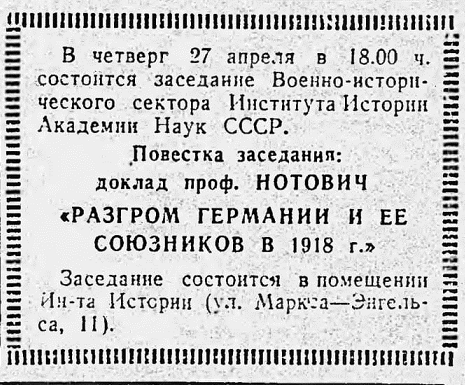 В четверг 27 апреля в 18.00 ч.
состоится заседание Военно-истори-
ческого сектора Института Истории
Академии Наук СССР.
Повестка заседания:
доклад проф. НОТОВИЧ
«РАЗГРОМ ГЕРМАНИИ И ЕЕ
СОЮЗНИКОВ В 1918 г.»
Заседание состоится в помещении
Ин-та Истории (ул. Маркса—Энгель-
са, 11).